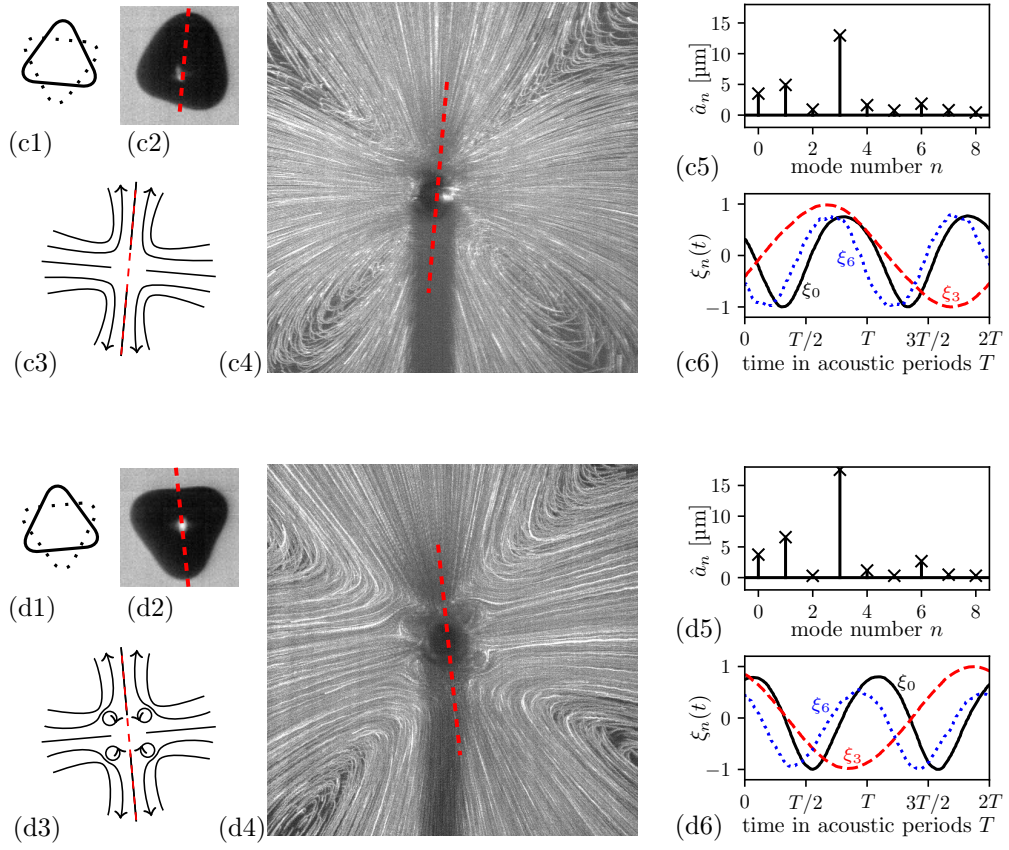 (c1)
(c2)
(c3)
(c4)
15
10
5
0
â_n [µm]
0 2 4 6 8
mode number n
(c5)
1
0
−1
ξ_n(t)
ξ_6
ξ_0
ξ_3
0 T/2 T 3T/2 2T
(c6)
time in acoustic periods T
(d1)
(d2)
(d3)
(d4)
15
10
5
0
â_n [µm]
0 2 4 6 8
mode number n
(d5)
1
0
−1
ξ_n(t)
ξ_0
ξ_6
ξ_3
0 T/2 T 3T/2 2T
(d6)
time in acoustic periods T